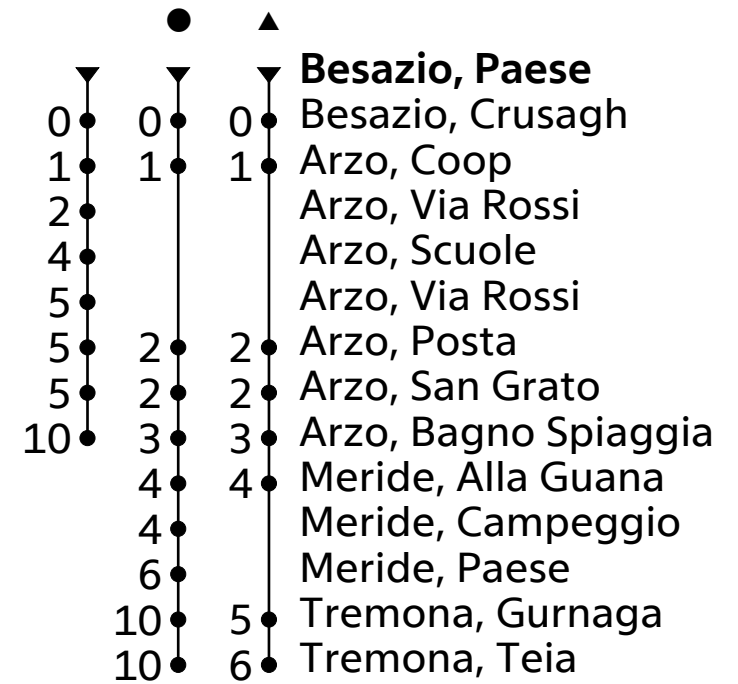 Besazio, Paese
0 0 0 Besazio, Crusagh
1 1 1 Arzo, Coop
2 Arzo, Via Rossi
4 Arzo, Scuole
5 Arzo, Via Rossi
5 2 2 Arzo, Posta
5 2 2 Arzo, San Grato
10 3 3 Arzo, Bagno Spiaggia
4 4 Meride, Alla Guana
4 Meride, Campeggio
6 Meride, Paese
10 5 Tremona, Gurnaga
10 6 Tremona, Teia